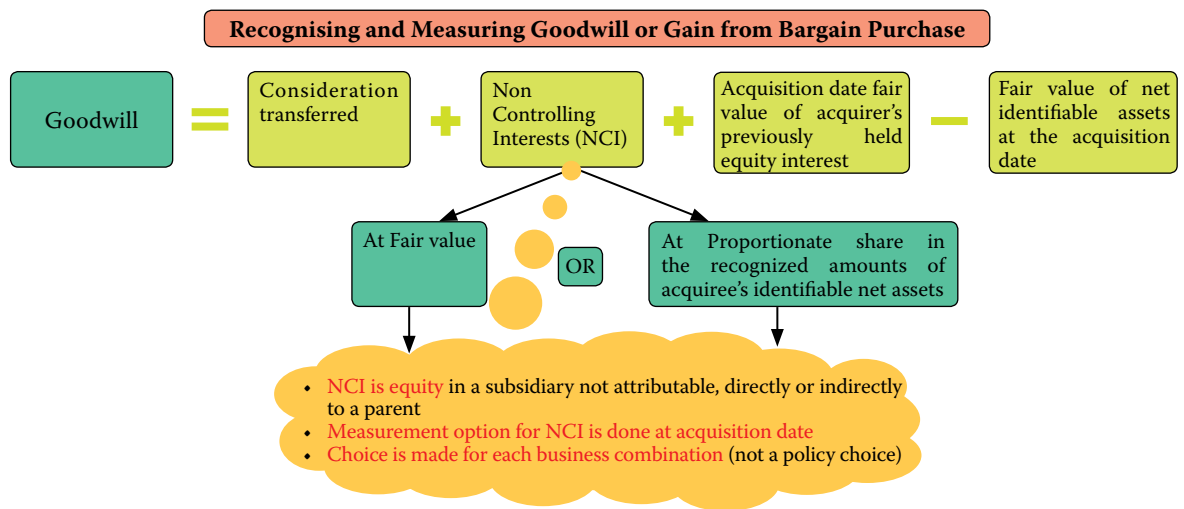 Recognising and Measuring Goodwill or Gain from Bargain Purchase
Goodwill
=
Consideration
transferred
+
Non
Controlling
Interests (NCI)
+
Acquisition date fair
value of acquirer's
previously held
equity interest
–
Fair value of net
identifiable assets
at the acquisition
date
At Fair value
OR
At Proportionate share in
the recognized amounts of
acquiree's identifiable net assets
• NCI is equity in a subsidiary not attributable, directly or indirectly
to a parent
• Measurement option for NCI is done at acquisition date
• Choice is made for each business combination (not a policy choice)